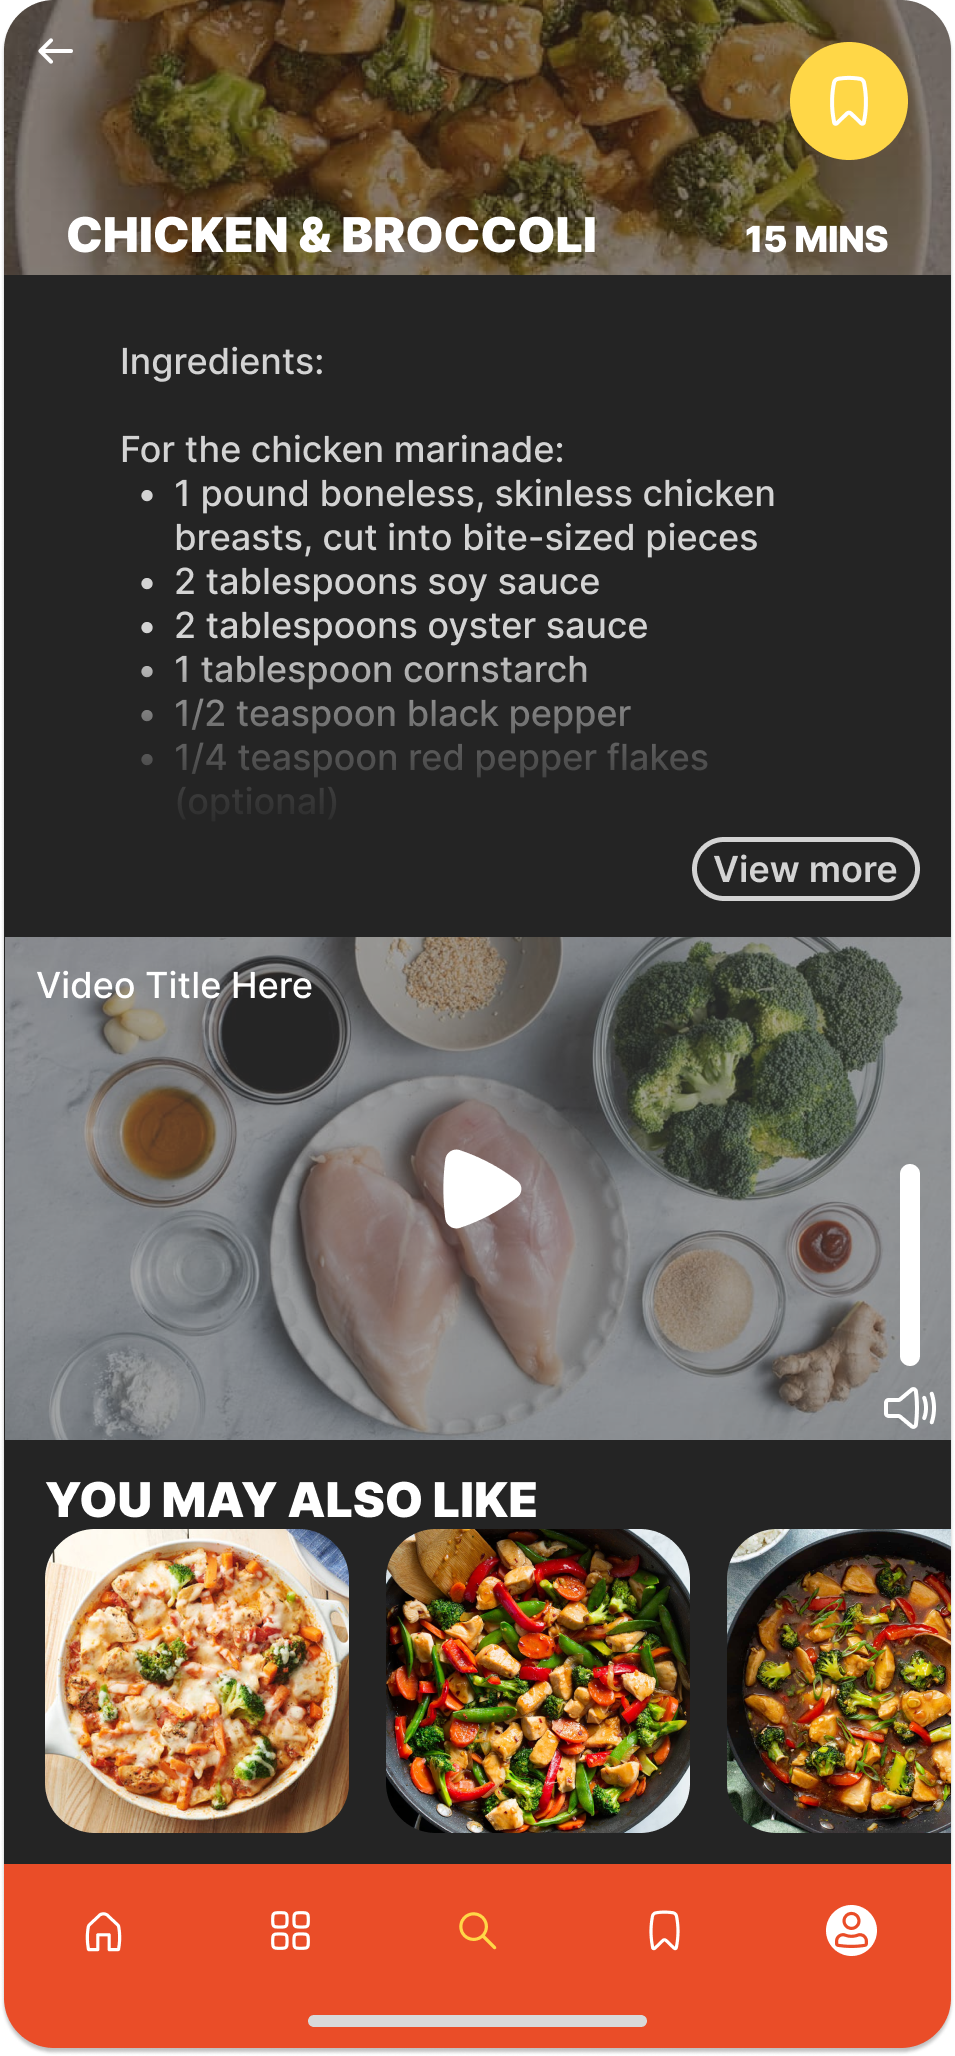 CHICKEN & BROCCOLI
15 MINS
Ingredients:
For the chicken marinade:
• 1 pound boneless, skinless chicken
breasts, cut into bite-sized pieces
• 2 tablespoons soy sauce
• 2 tablespoons oyster sauce
• 1 tablespoon cornstarch
• 1/2 teaspoon black pepper
• 1/4 teaspoon red pepper flakes
(optional)
View more
Video Title Here
YOU MAY ALSO LIKE